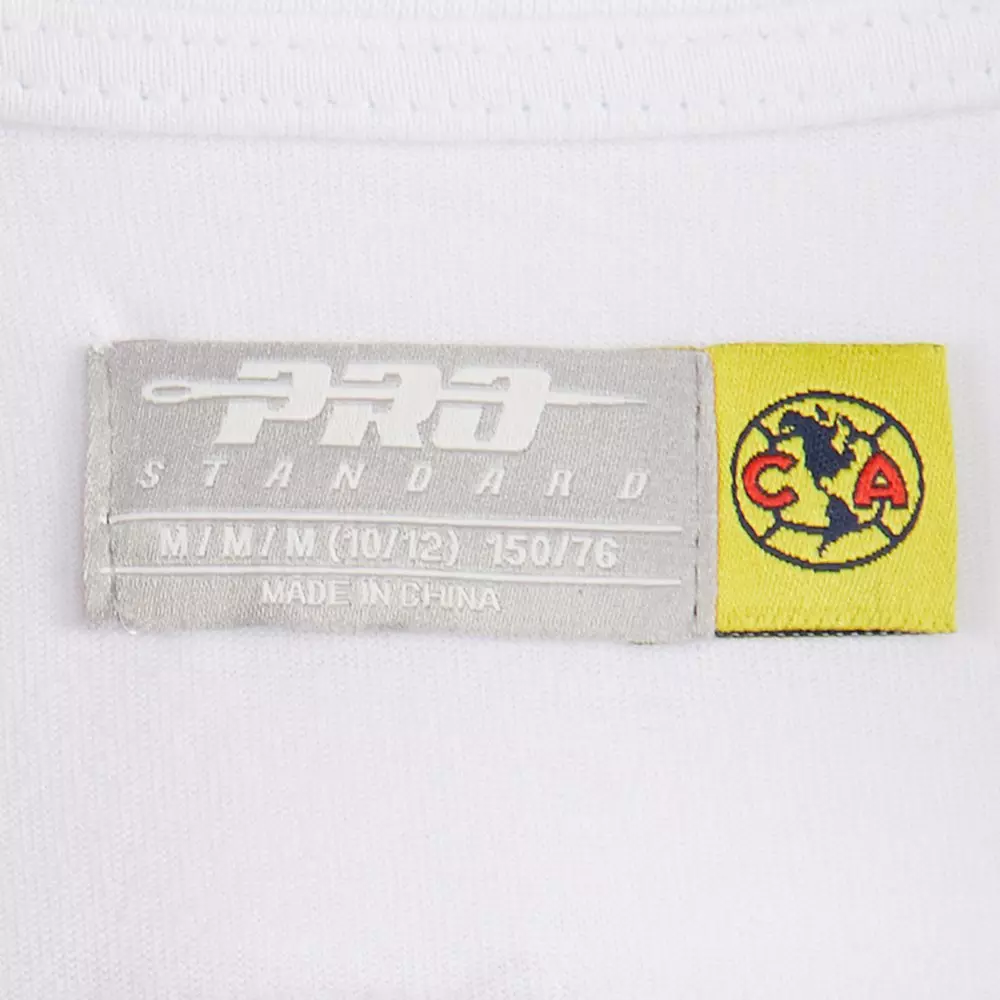 PRO
STANDARD
M/M/M (10/12) 150/76
MADE IN CHINA
CA